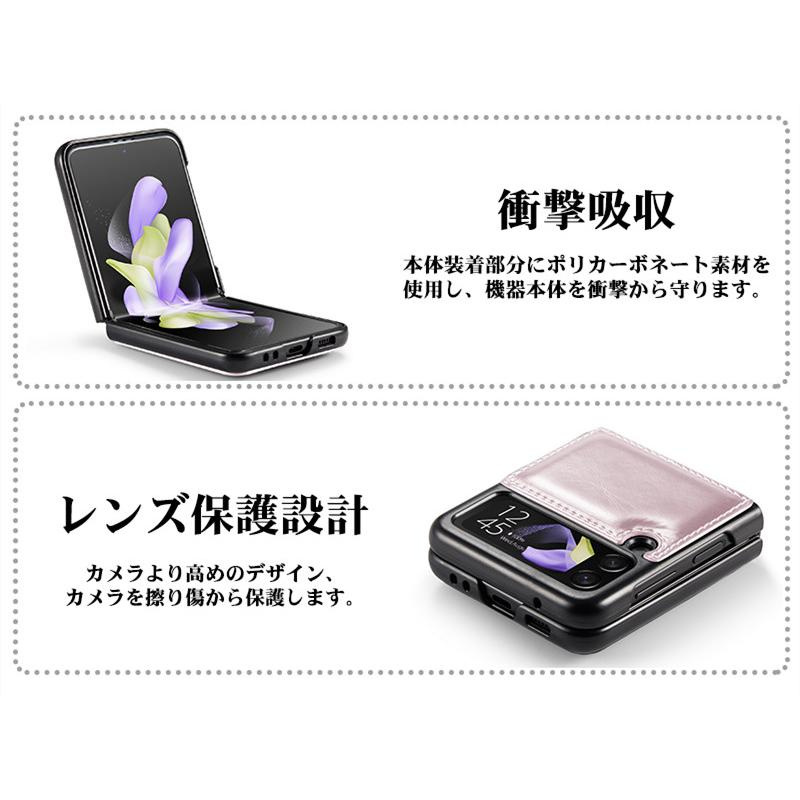 衝撃吸収
本体装着部分にポリカーボネート素材を
使用し、機器本体を衝撃から守ります。
レンズ保護設計
カメラより高めのデザイン、
カメラを擦り傷から保護します。
12
45